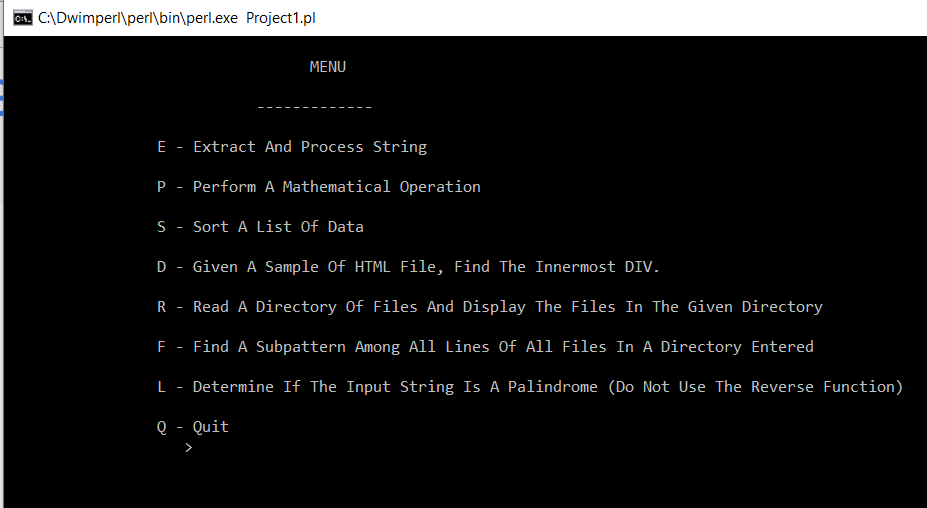 C:\Dwimperl\perl\bin\perl.exe Project1.pl
MENU
-------------
E - Extract And Process String
P - Perform A Mathematical Operation
S - Sort A List Of Data
D - Given A Sample Of HTML File, Find The Innermost DIV.
R - Read A Directory Of Files And Display The Files In The Given Directory
F - Find A Subpattern Among All Lines Of All Files In A Directory Entered
L - Determine If The Input String Is A Palindrome (Do Not Use The Reverse Function)
Q - Quit
>